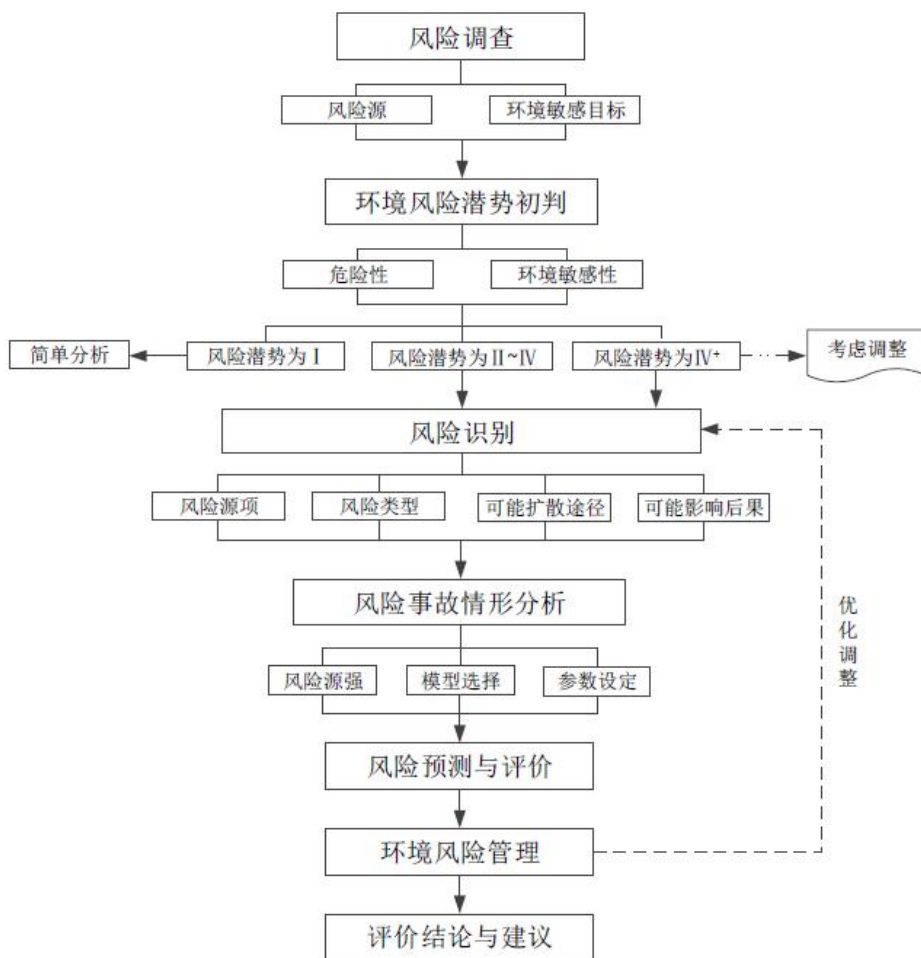 风险调查
风险源
环境敏感目标
环境风险潜势初判
危险性
环境敏感性
简单分析
风险潜势为Ⅰ
风险潜势为Ⅱ~Ⅳ
风险潜势为Ⅳ⁺
考虑调整
风险识别
风险源项
风险类型
可能扩散途径
可能影响后果
风险事故情形分析
风险源强
模型选择
参数设定
优化调整
风险预测与评价
环境风险管理
评价结论与建议